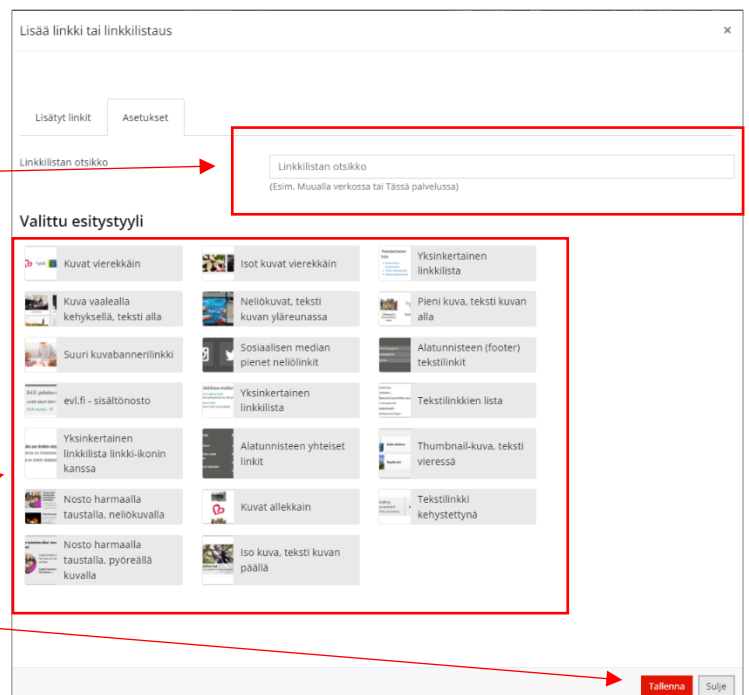 Lisää linkki tai linkkilistaus
×
Lisätyt linkit
Asetukset
Linkkilistan otsikko
Linkkilistan otsikko
(Esim. Muualla verkossa tai Tässä palvelussa)
Valittu esitystyyli
Kuvat vierekkäin
Isot kuvat vierekkäin
Yksinkertainen
linkkilista
Kuva vaalealla
kehyksellä, teksti alla
Neliökuvat, teksti
kuvan yläreunassa
Pieni kuva, teksti kuvan
alla
Suuri kuvabannerilinkki
Sosiaalisen median
pienet neliölinkit
Alatunnisteen (footer)
tekstilinkit
evl.fi - sisältönosto
Yksinkertainen
linkkilista
Tekstilinkkien lista
Yksinkertainen
linkkilista linkki-ikonin
kanssa
Alatunnisteen yhteiset
linkit
Thumbnail-kuva, teksti
vieressä
Nosto harmaalla
taustalla, neliökuvalla
Kuvat allekkain
Tekstilinkki
kehystettynä
Nosto harmaalla
taustalla, pyöreällä
kuvalla
Iso kuva, teksti kuvan
päällä
Tallenna
Sulje